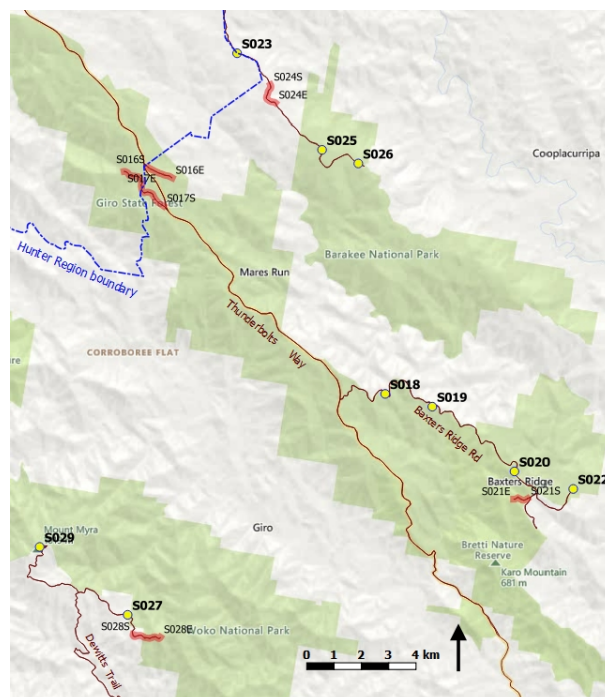 S023
S024S
S024E
S025
S026
Cooplacurripa
S016S
S016E
S017E
S017S
Giro State Forest
Hunter Region boundary
Barakee National Park
Mares Run
Thunderbolts Way
CORROBOREE FLAT
S018
S019
Baxters Ridge Rd
S020
Baxters Ridge
S022
S021E
S021S
Giro
Mount Myra
S029
Bretti Nature
Reserve
Karo Mountain
681 m
S027
S028S
S028E
Woko National Park
Dewitts Trail
0 1 2 3 4 km